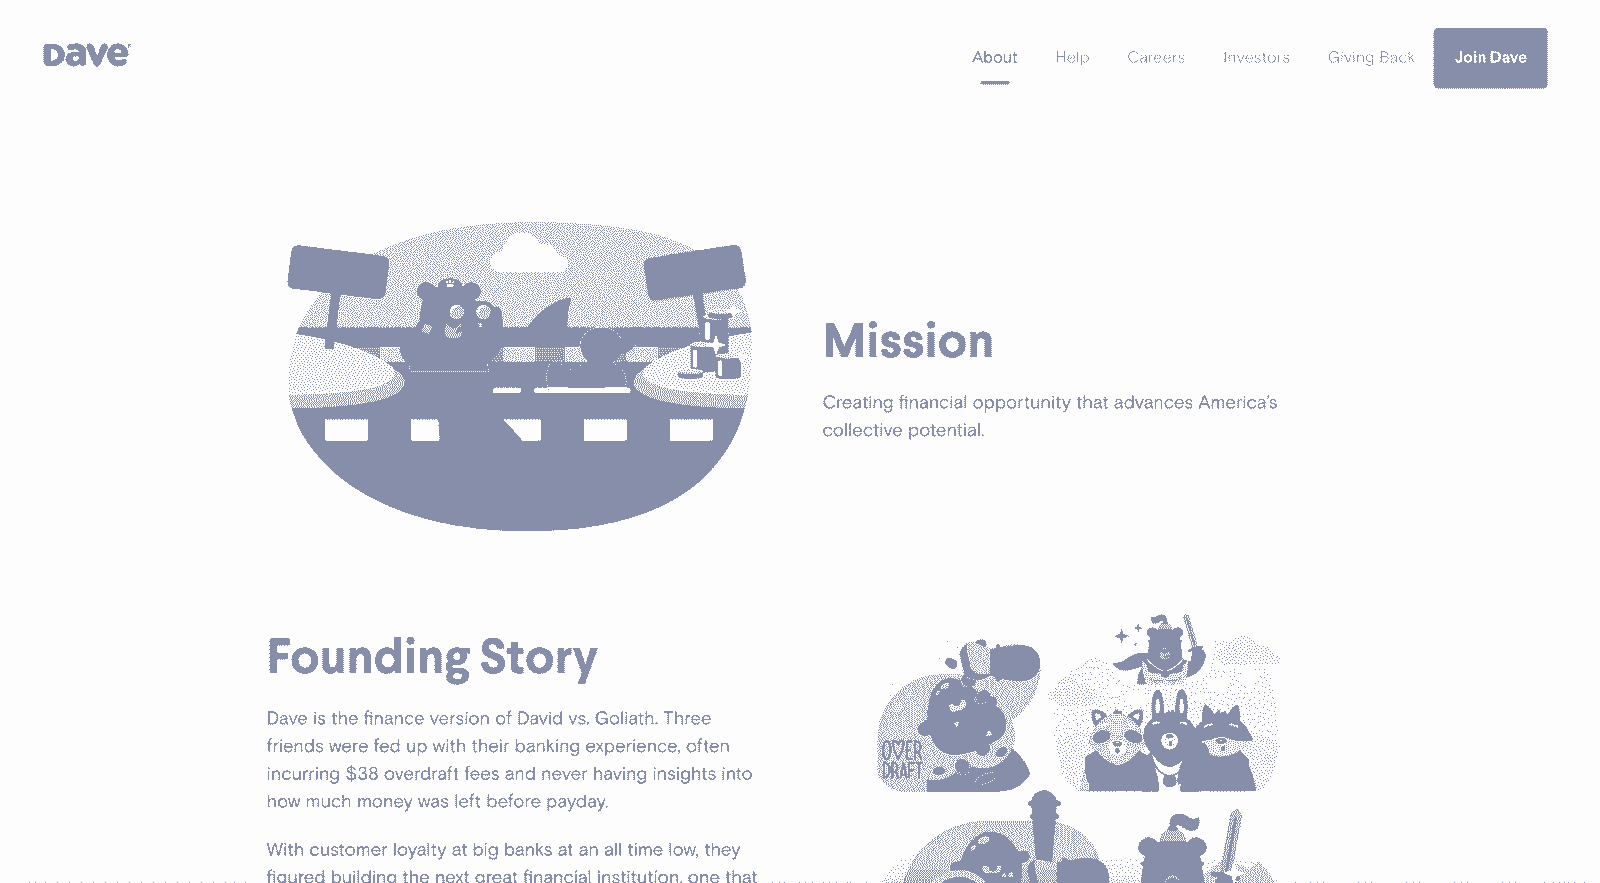 Dave
About Help Careers Investors Giving Back Join Dave
Mission
Creating financial opportunity that advances America's
collective potential.
Founding Story
Dave is the finance version of David vs. Goliath. Three
friends were fed up with their banking experience, often
incurring $38 overdraft fees and never having insights into
how much money was left before payday.
With customer loyalty at big banks at an all time low, they
figured building the next great financial institution, one that
OVER
DRAFT